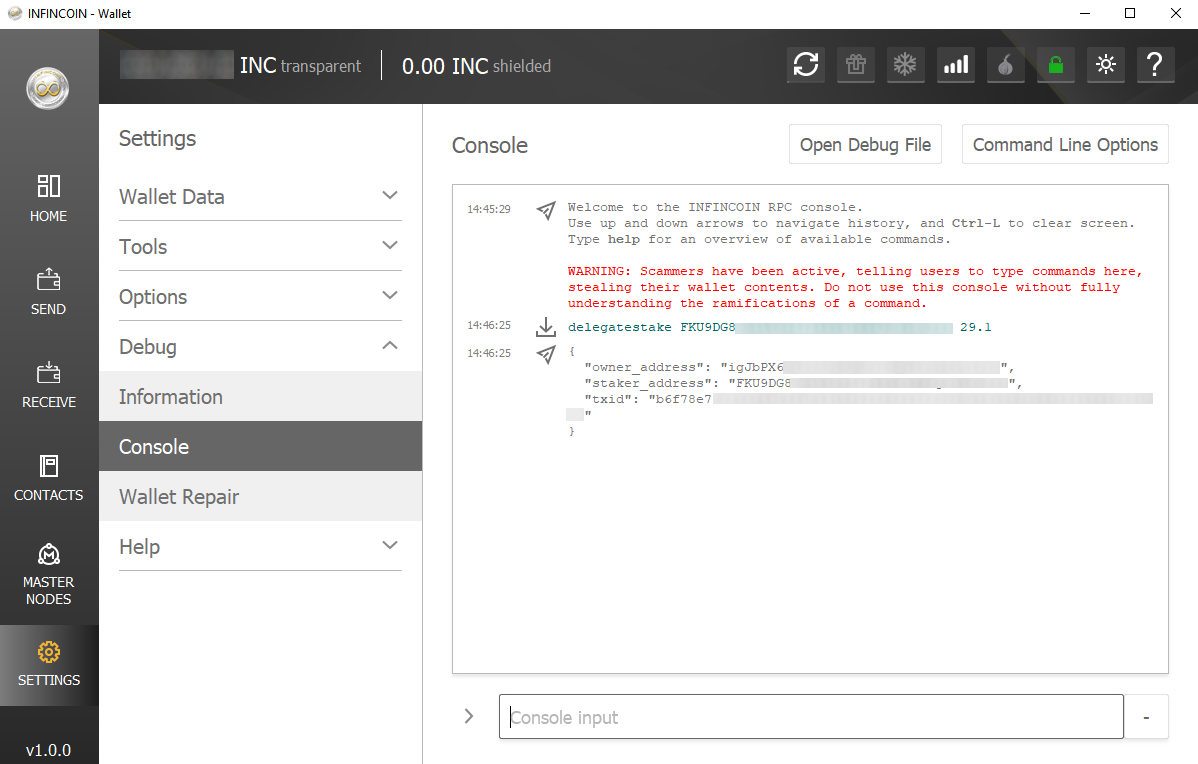 INFINCOIN - Wallet
INC transparent
0.00 INC shielded
HOME
SEND
RECEIVE
CONTACTS
MASTER
NODES
SETTINGS
v1.0.0
Settings
Wallet Data
Tools
Options
Debug
Information
Console
Wallet Repair
Help
Console
Open Debug File
Command Line Options
14:45:29
Welcome to the INFINCOIN RPC console.
Use up and down arrows to navigate history, and Ctrl-L to clear screen.
Type help for an overview of available commands.
WARNING: Scammers have been active, telling users to type commands here,
stealing their wallet contents. Do not use this console without fully
understanding the ramifications of a command.
14:46:25
delegatestake FKU9DG8 29.1
14:46:25
{
"owner_address": "igJbPX6 ",
"staker_address": "FKU9DG8 ",
"txid": "b6f78e7
"
}
Console input
-